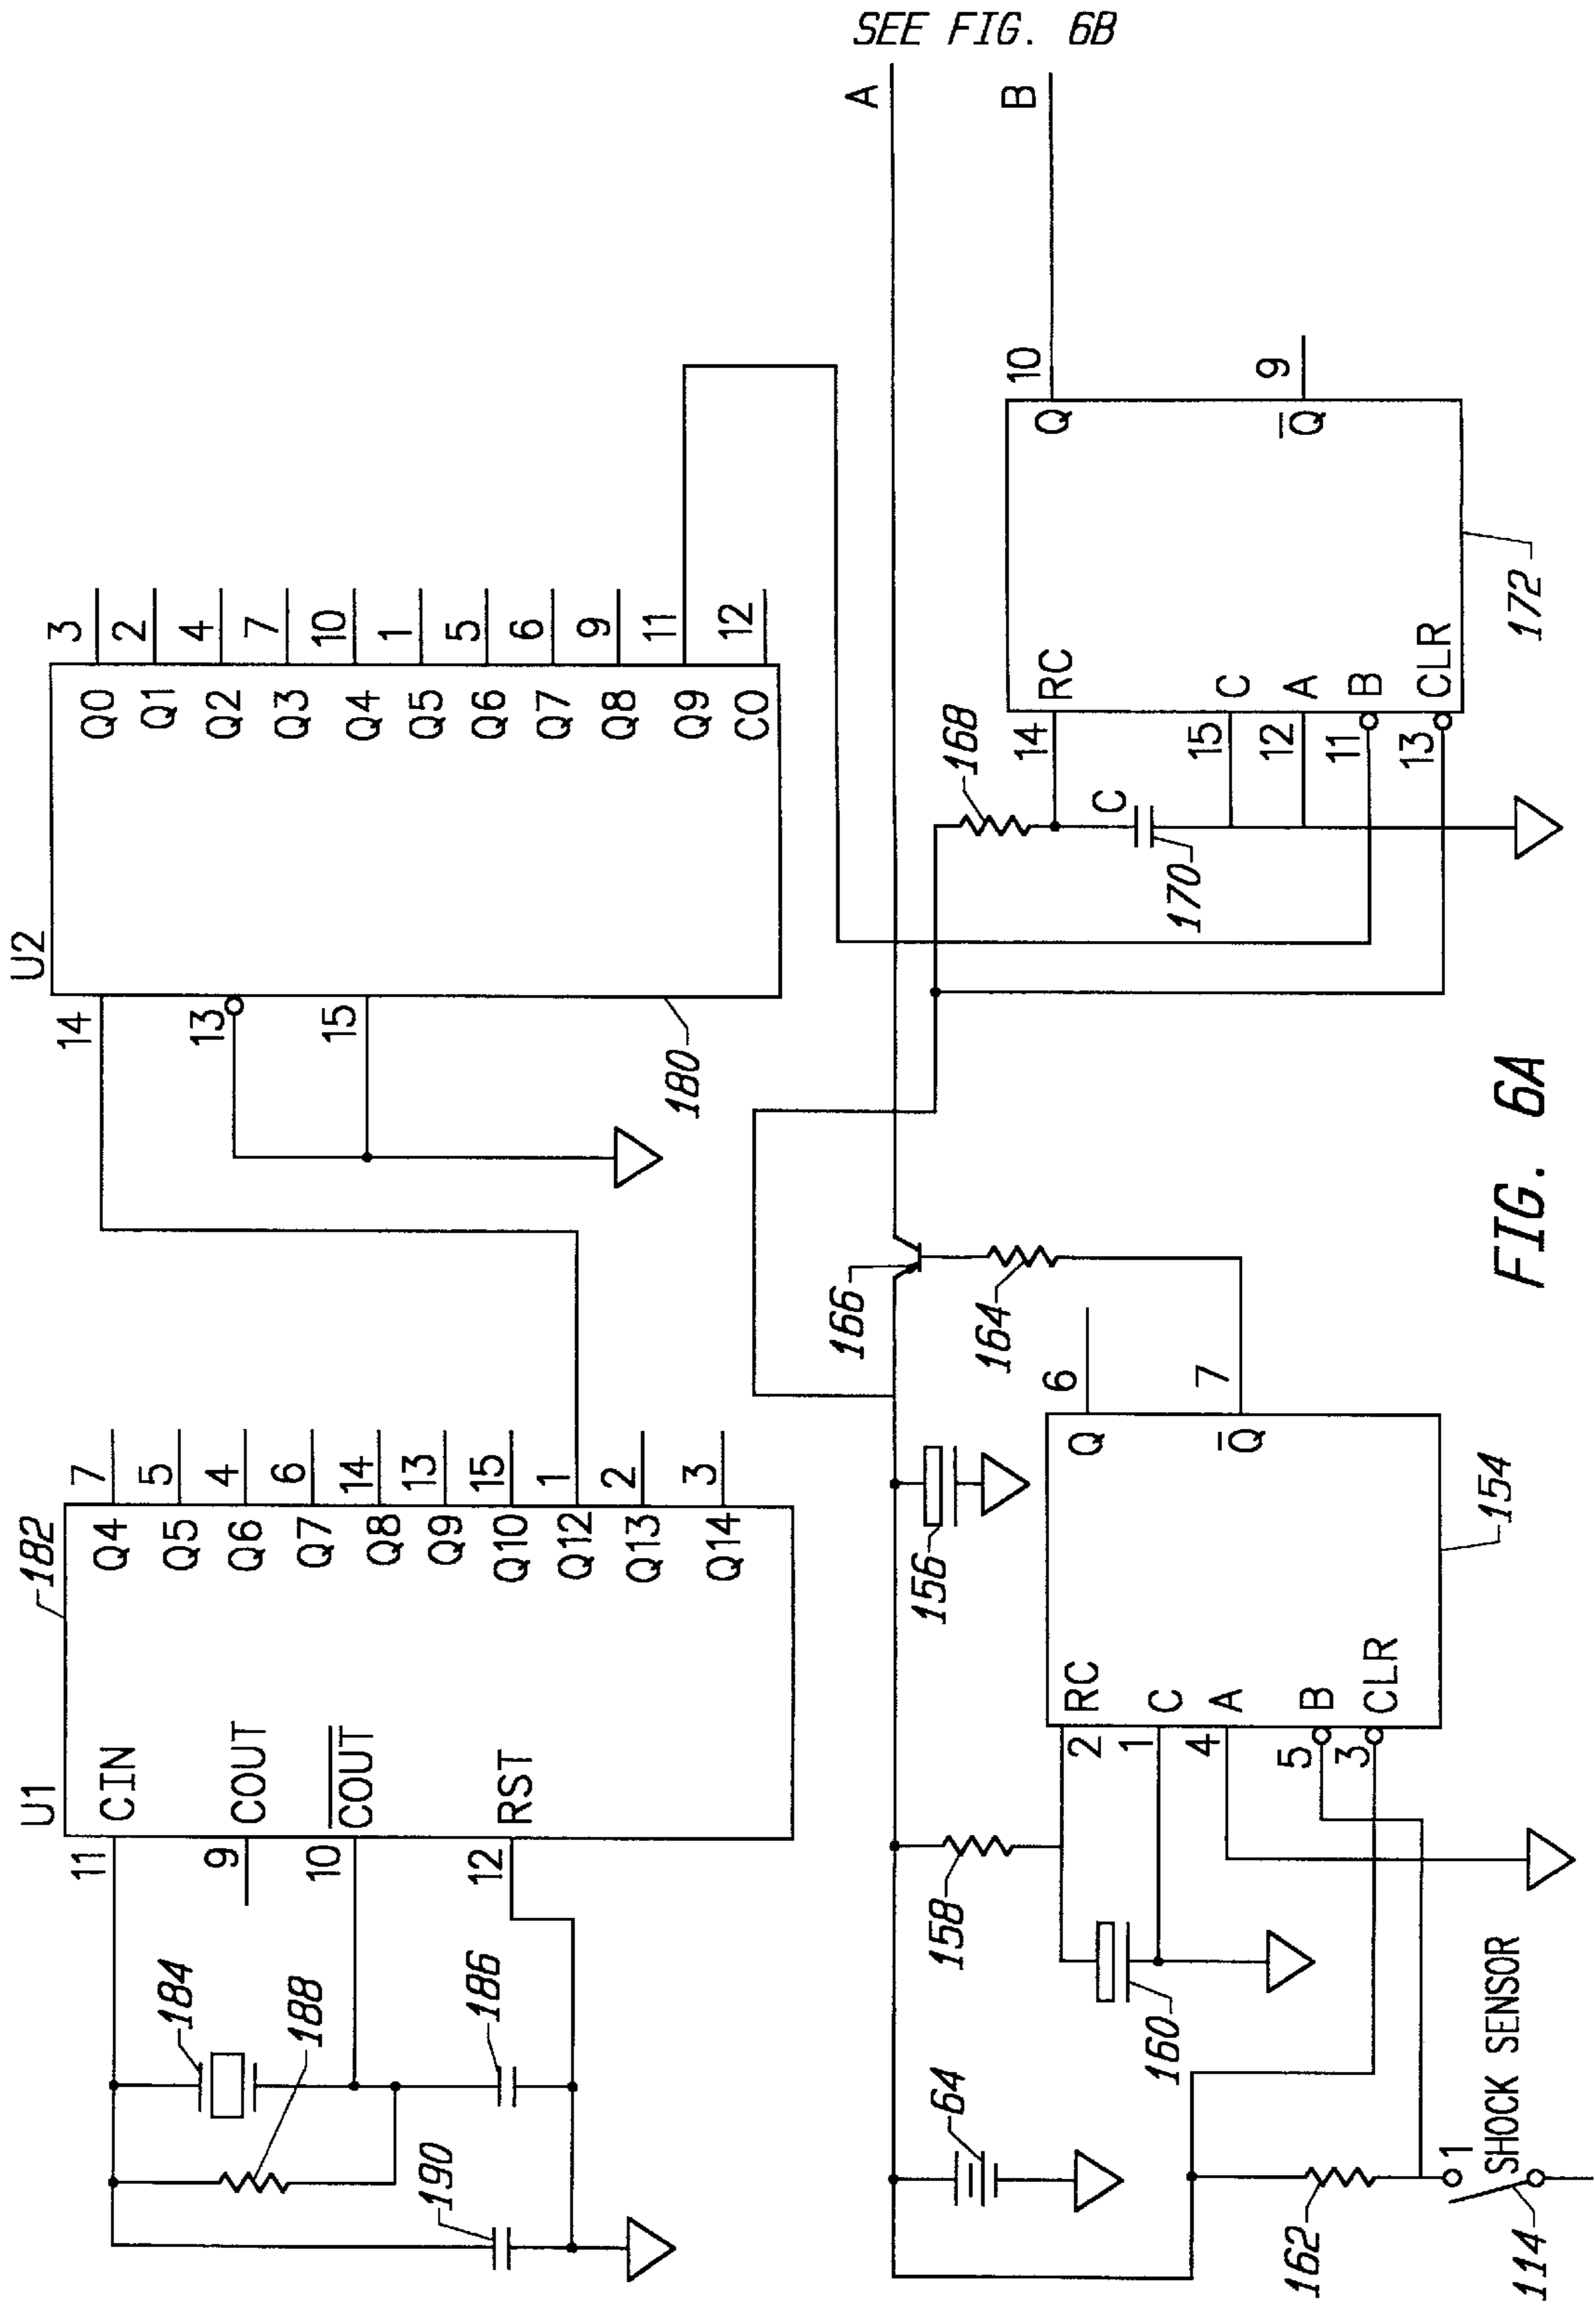 SEE FIG. 6B
A
B
U1
182
CIN
COUT
COUT
RST
11
9
10
12
Q4
Q5
Q6
Q7
Q8
Q9
Q10
Q12
Q13
Q14
7
5
4
6
14
13
15
1
2
3
184
188
186
190
U2
14
13
15
180
Q0
Q1
Q2
Q3
Q4
Q5
Q6
Q7
Q8
Q9
CO
3
2
4
7
10
1
5
6
9
11
12
64
158
156
166
164
160
162
1
SHOCK SENSOR
114
RC
C
A
B
CLR
2
1
4
5
3
Q
Q
6
7
154
168
C
170
14
15
12
11
13
RC
C
A
B
CLR
Q
Q
10
9
172
FIG. 6A